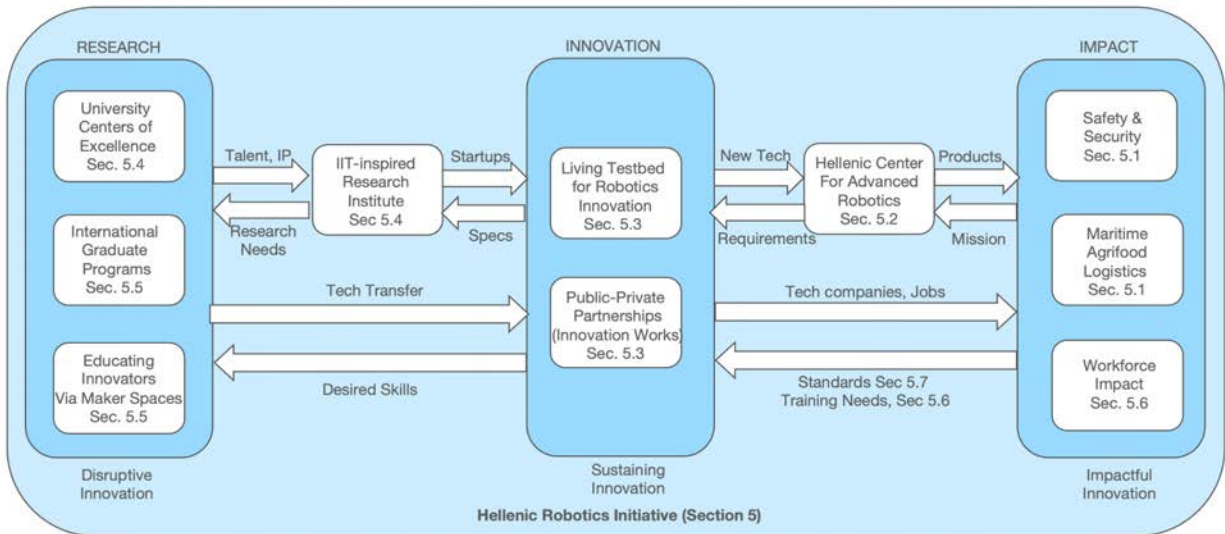 RESEARCH
University
Centers of
Excellence
Sec. 5.4
International
Graduate
Programs
Sec. 5.5
Educating
Innovators
Via Maker Spaces
Sec. 5.5
Disruptive
Innovation
Talent, IP
Research
Needs
IIT-inspired
Research
Institute
Sec 5.4
Startups
Specs
Tech Transfer
Desired Skills
INNOVATION
Living Testbed
for Robotics
Innovation
Sec. 5.3
Public-Private
Partnerships
(Innovation Works)
Sec. 5.3
Sustaining
Innovation
New Tech
Requirements
Hellenic Center
For Advanced
Robotics
Sec. 5.2
Products
Mission
Tech companies, Jobs
Standards Sec 5.7
Training Needs, Sec 5.6
IMPACT
Safety &
Security
Sec. 5.1
Maritime
Agrifood
Logistics
Sec. 5.1
Workforce
Impact
Sec. 5.6
Impactful
Innovation
Hellenic Robotics Initiative (Section 5)